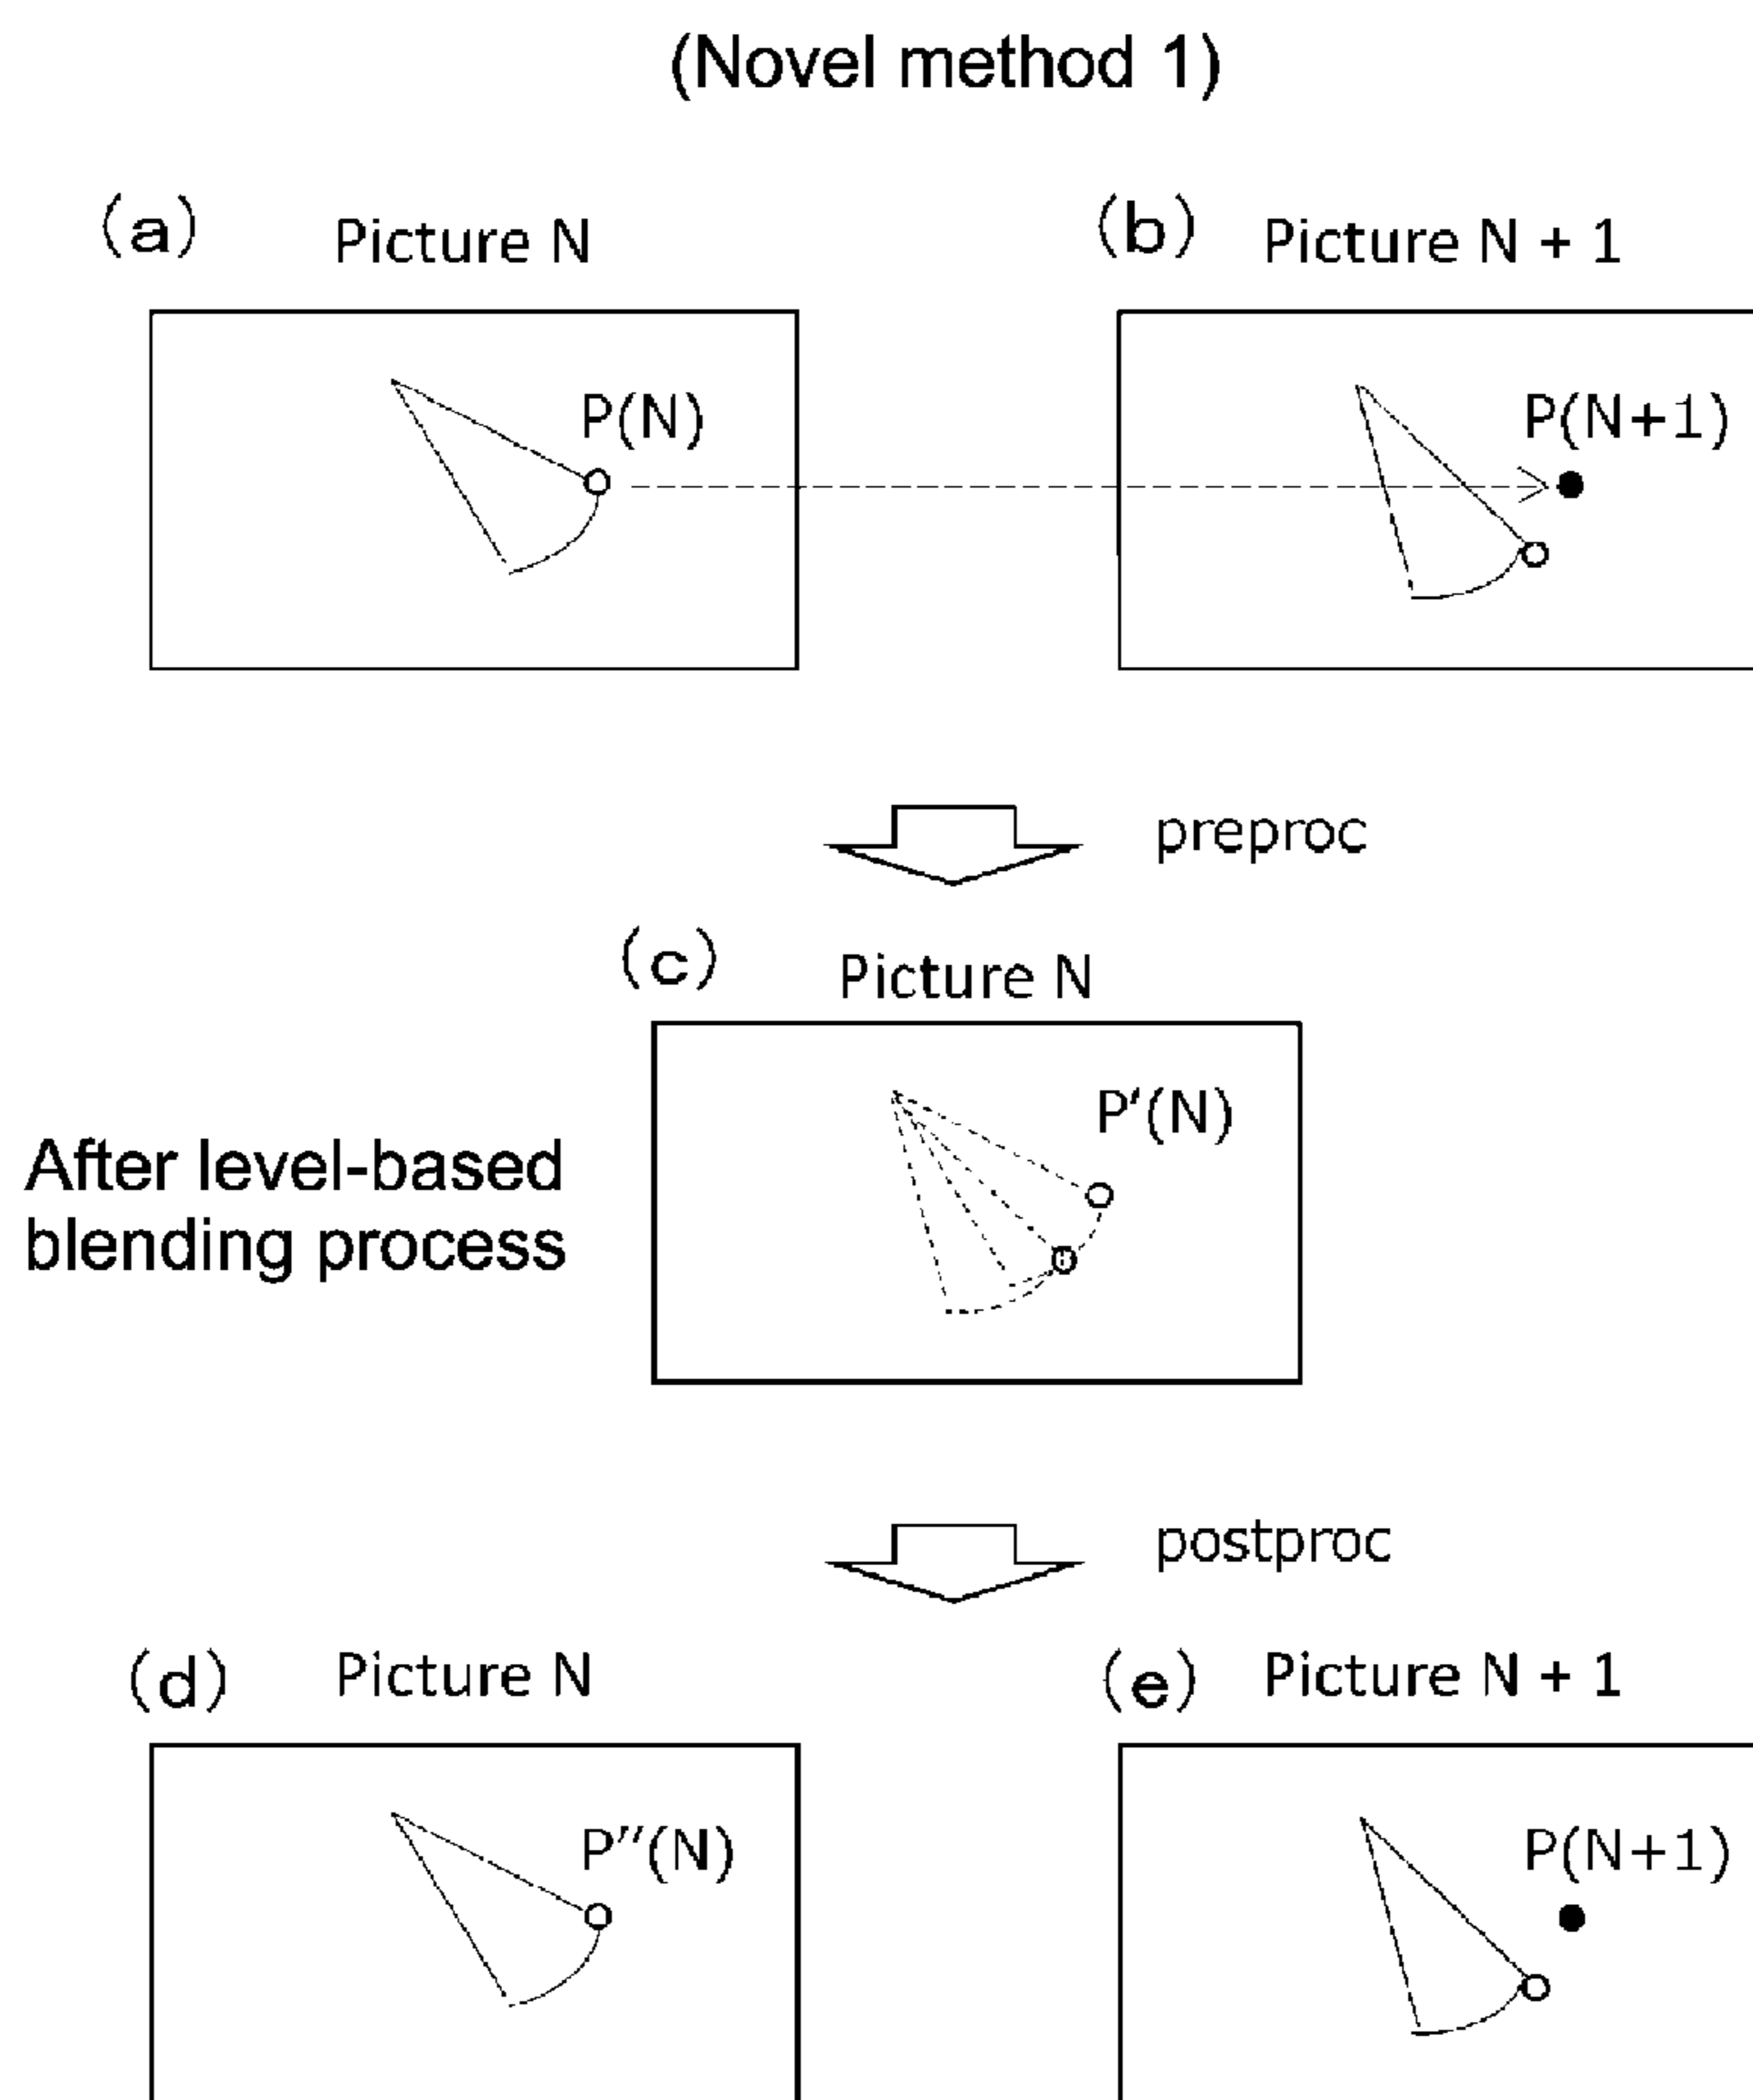 (Novel method 1)
(a) Picture N
(b) Picture N + 1
P(N)
P(N+1)
preproc
(c) Picture N
P'(N)
After level-based
blending process
postproc
(d) Picture N
(e) Picture N + 1
P''(N)
P(N+1)